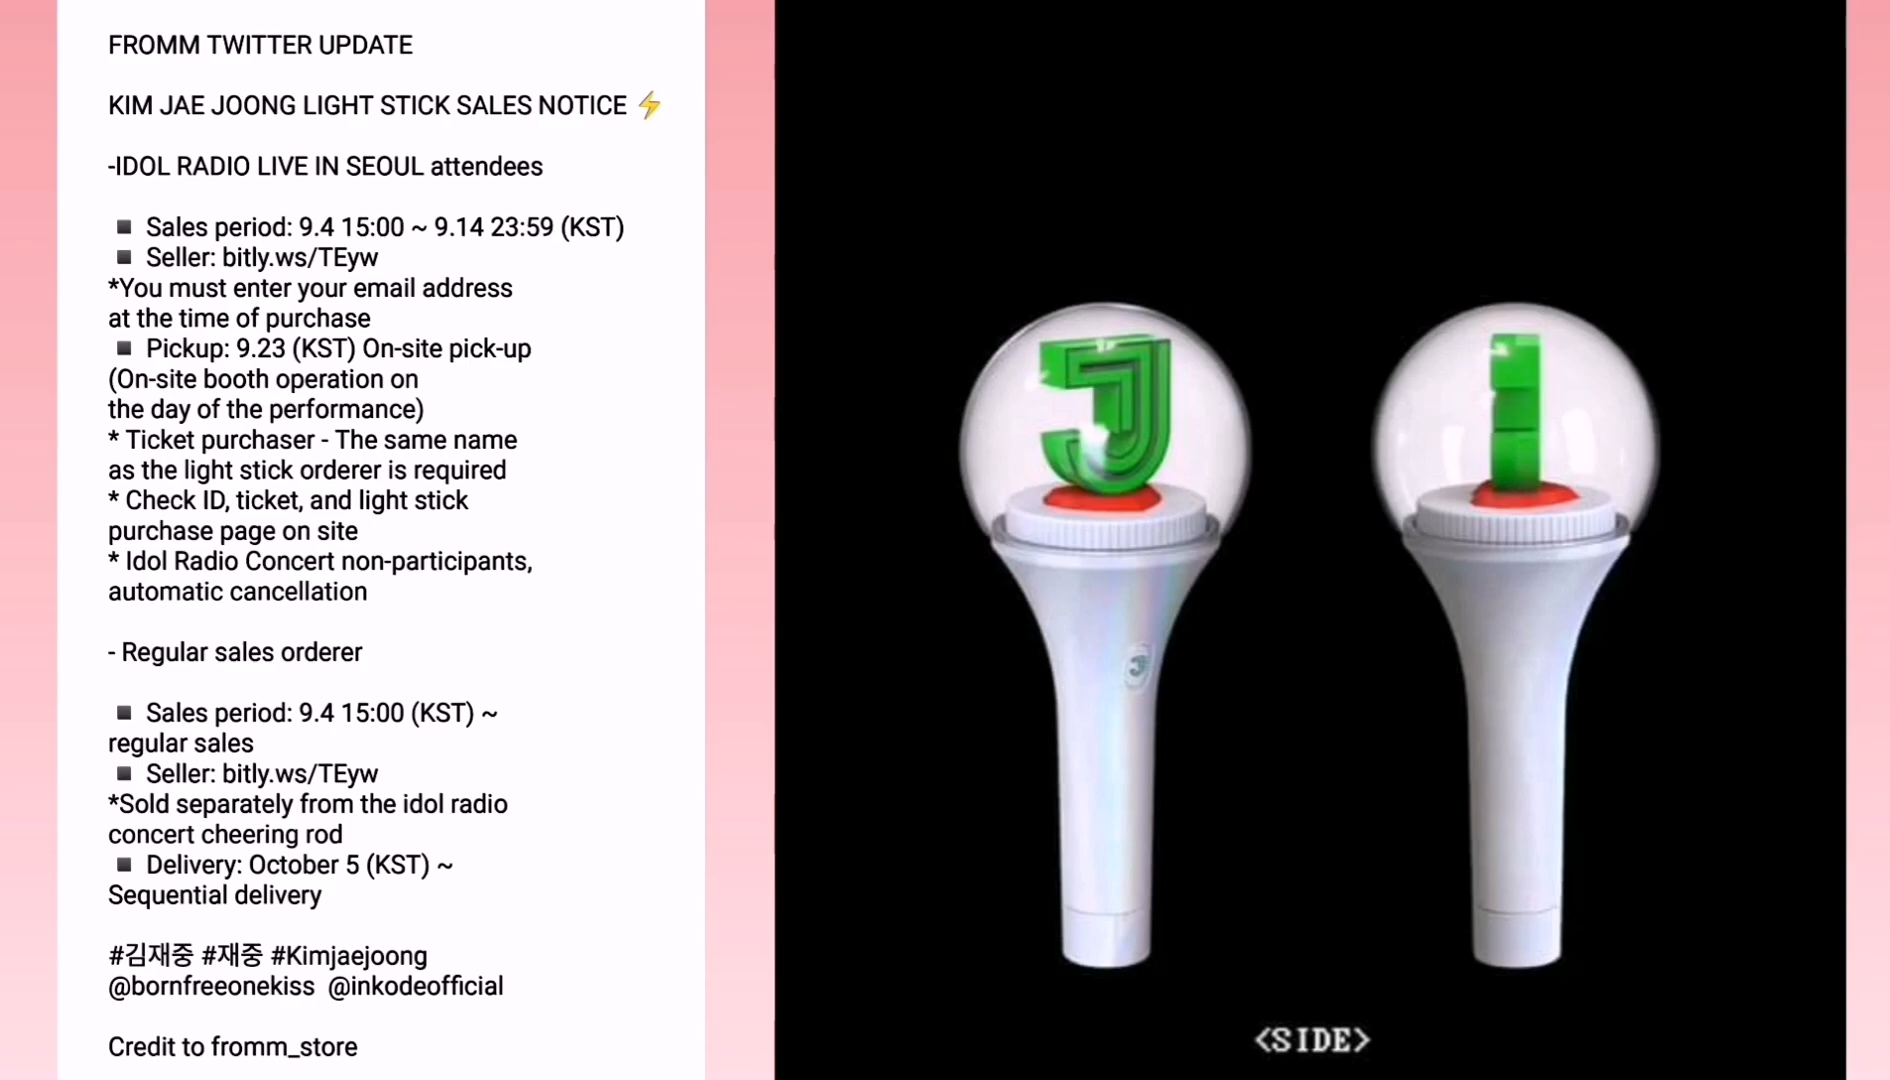 FROMM TWITTER UPDATE
KIM JAE JOONG LIGHT STICK SALES NOTICE ⚡
-IDOL RADIO LIVE IN SEOUL attendees
◾ Sales period: 9.4 15:00 ~ 9.14 23:59 (KST)
◾ Seller: bitly.ws/TEyw
*You must enter your email address
at the time of purchase
◾ Pickup: 9.23 (KST) On-site pick-up
(On-site booth operation on
the day of the performance)
* Ticket purchaser - The same name
as the light stick orderer is required
* Check ID, ticket, and light stick
purchase page on site
* Idol Radio Concert non-participants,
automatic cancellation
- Regular sales orderer
◾ Sales period: 9.4 15:00 (KST) ~
regular sales
◾ Seller: bitly.ws/TEyw
*Sold separately from the idol radio
concert cheering rod
◾ Delivery: October 5 (KST) ~
Sequential delivery
#김재중 #재중 #Kimjaejoong
@bornfreeonekiss @inkodeofficial
Credit to fromm_store
J
J
<SIDE>